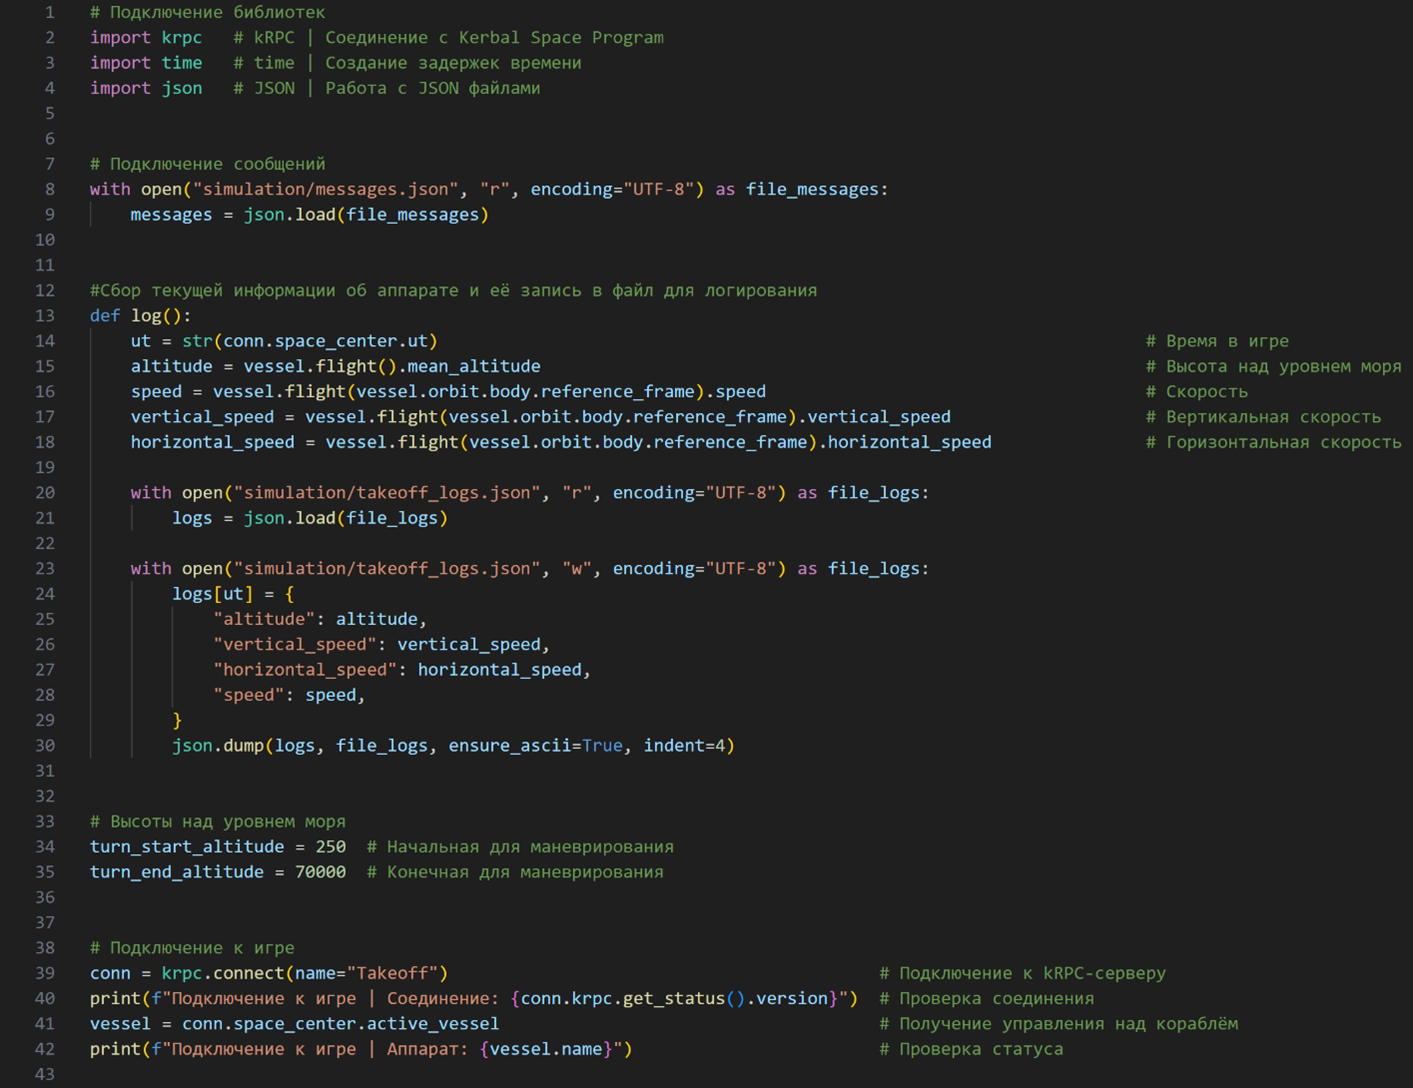 1 # Подключение библиотек
2 import krpc   # kRPC | Соединение с Kerbal Space Program
3 import time   # time | Создание задержек времени
4 import json   # JSON | Работа с JSON файлами
5
6
7 # Подключение сообщений
8 with open("simulation/messages.json", "r", encoding="UTF-8") as file_messages:
9     messages = json.load(file_messages)
10
11
12 #Сбор текущей информации об аппарате и её запись в файл для логирования
13 def log():
14     ut = str(conn.space_center.ut)   # Время в игре
15     altitude = vessel.flight().mean_altitude   # Высота над уровнем моря
16     speed = vessel.flight(vessel.orbit.body.reference_frame).speed   # Скорость
17     vertical_speed = vessel.flight(vessel.orbit.body.reference_frame).vertical_speed   # Вертикальная скорость
18     horizontal_speed = vessel.flight(vessel.orbit.body.reference_frame).horizontal_speed   # Горизонтальная скорость
19
20     with open("simulation/takeoff_logs.json", "r", encoding="UTF-8") as file_logs:
21         logs = json.load(file_logs)
22
23     with open("simulation/takeoff_logs.json", "w", encoding="UTF-8") as file_logs:
24         logs[ut] = {
25             "altitude": altitude,
26             "vertical_speed": vertical_speed,
27             "horizontal_speed": horizontal_speed,
28             "speed": speed,
29         }
30         json.dump(logs, file_logs, ensure_ascii=True, indent=4)
31
32
33 # Высоты над уровнем моря
34 turn_start_altitude = 250  # Начальная для маневрирования
35 turn_end_altitude = 70000  # Конечная для маневрирования
36
37
38 # Подключение к игре
39 conn = krpc.connect(name="Takeoff")   # Подключение к kRPC-серверу
40 print(f"Подключение к игре | Соединение: {conn.krpc.get_status().version}")  # Проверка соединения
41 vessel = conn.space_center.active_vessel   # Получение управления над кораблём
42 print(f"Подключение к игре | Аппарат: {vessel.name}")   # Проверка статуса
43